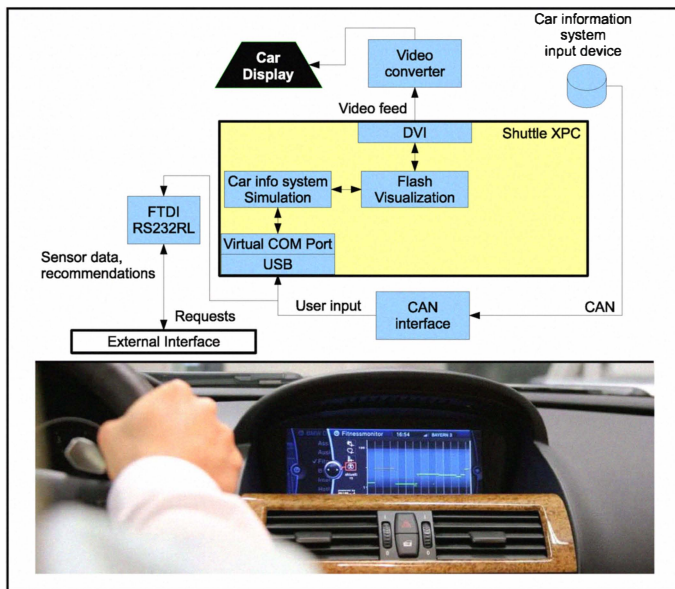 Car information
system
input device
Car
Display
Video
converter
Video feed
DVI
Shuttle XPC
Car info system
Simulation
Flash
Visualization
FTDI
RS232RL
Virtual COM Port
USB
Sensor data,
recommendations
Requests
User input
CAN
interface
CAN
External Interface
Fitnessmonitor 16:54 BAYERN 3